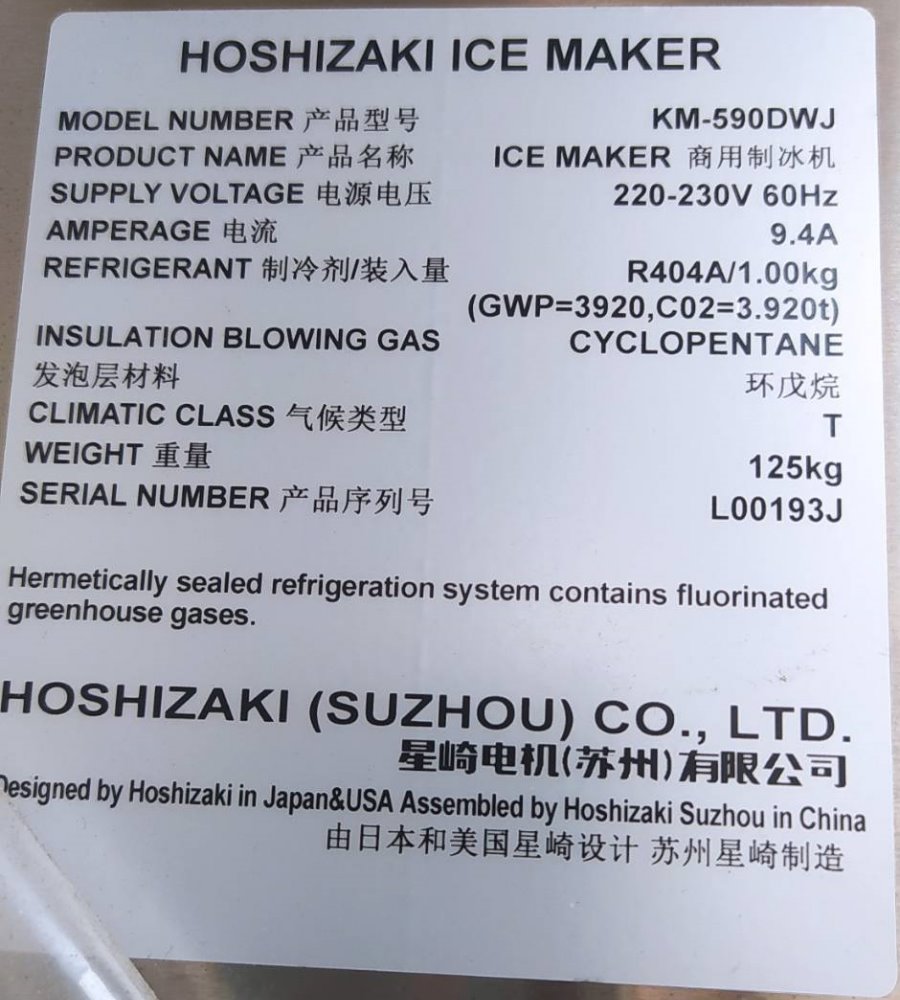 HOSHIZAKI ICE MAKER
MODEL NUMBER 产品型号 KM-590DWJ
PRODUCT NAME 产品名称 ICE MAKER 商用制冰机
SUPPLY VOLTAGE 电源电压 220-230V 60Hz
AMPERAGE 电流 9.4A
REFRIGERANT 制冷剂/装入量 R404A/1.00kg
(GWP=3920,C02=3.920t)
INSULATION BLOWING GAS CYCLOPENTANE
发泡层材料 环戊烷
CLIMATIC CLASS 气候类型 T
WEIGHT 重量 125kg
SERIAL NUMBER 产品序列号 L00193J
Hermetically sealed refrigeration system contains fluorinated
greenhouse gases.
HOSHIZAKI (SUZHOU) CO., LTD.
星崎电机(苏州)有限公司
Designed by Hoshizaki in Japan&USA Assembled by Hoshizaki Suzhou in China
由日本和美国星崎设计 苏州星崎制造